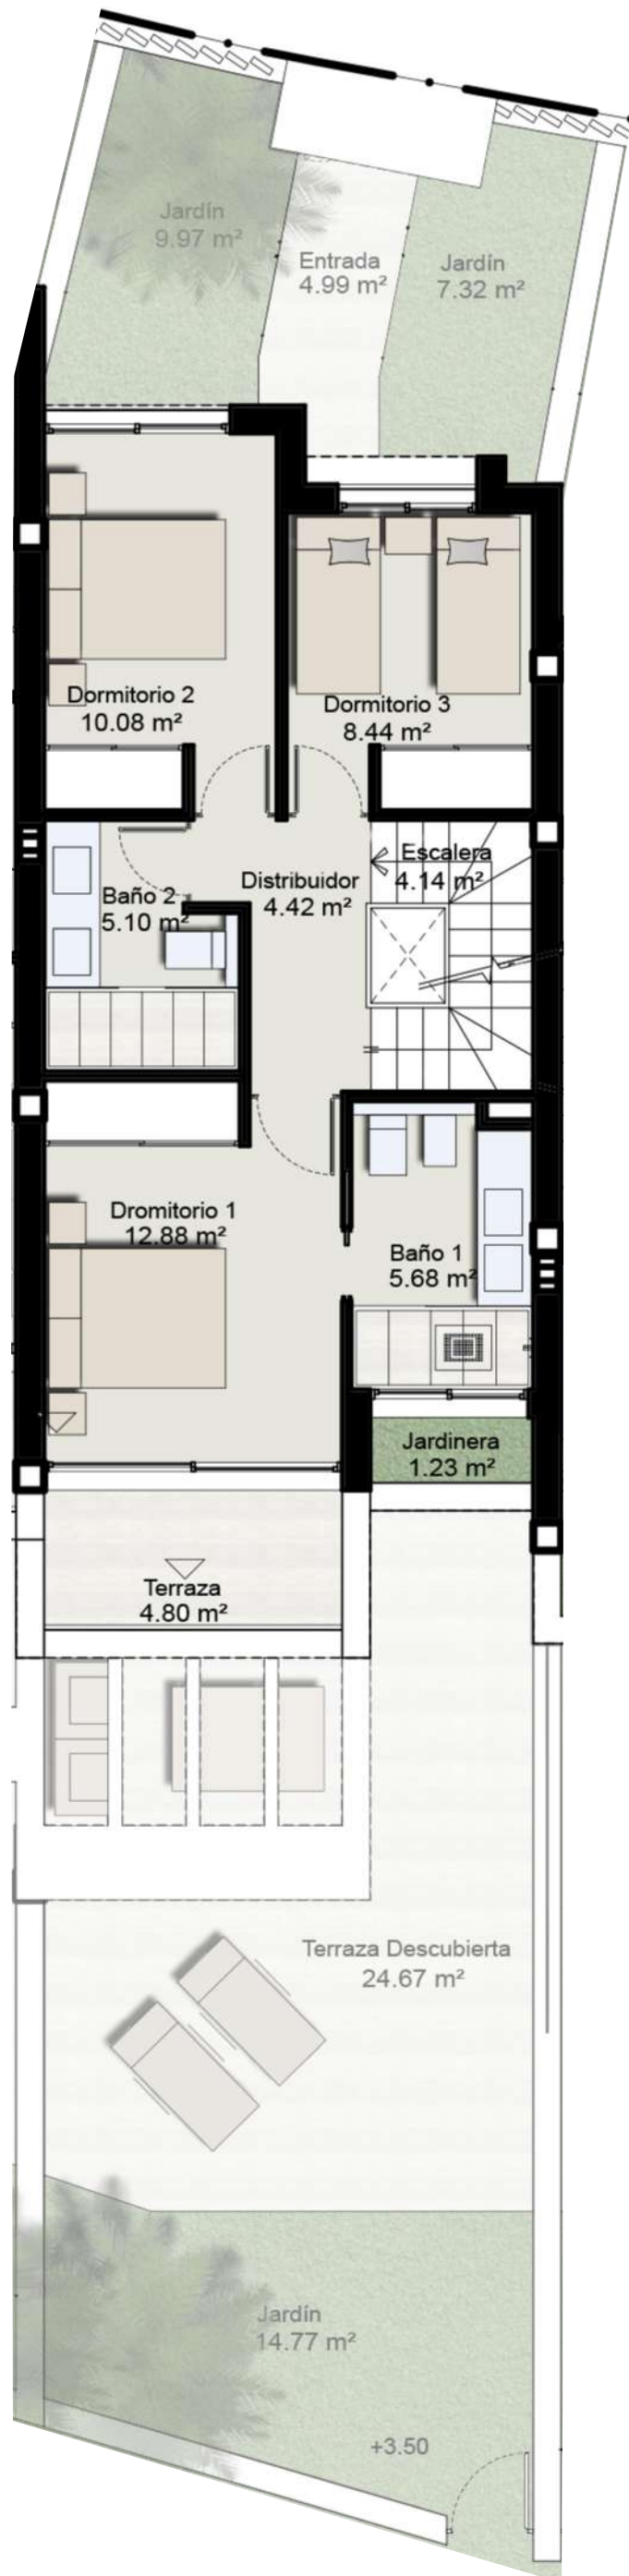 Jardín
9.97 m²
Entrada
4.99 m²
Jardín
7.32 m²
Dormitorio 2
10.08 m²
Dormitorio 3
8.44 m²
Escalera
4.14 m²
Distribuidor
4.42 m²
Baño 2
5.10 m²
Dromitorio 1
12.88 m²
Baño 1
5.68 m²
Jardinera
1.23 m²
Terraza
4.80 m²
Terraza Descubierta
24.67 m²
Jardín
14.77 m²
+3.50